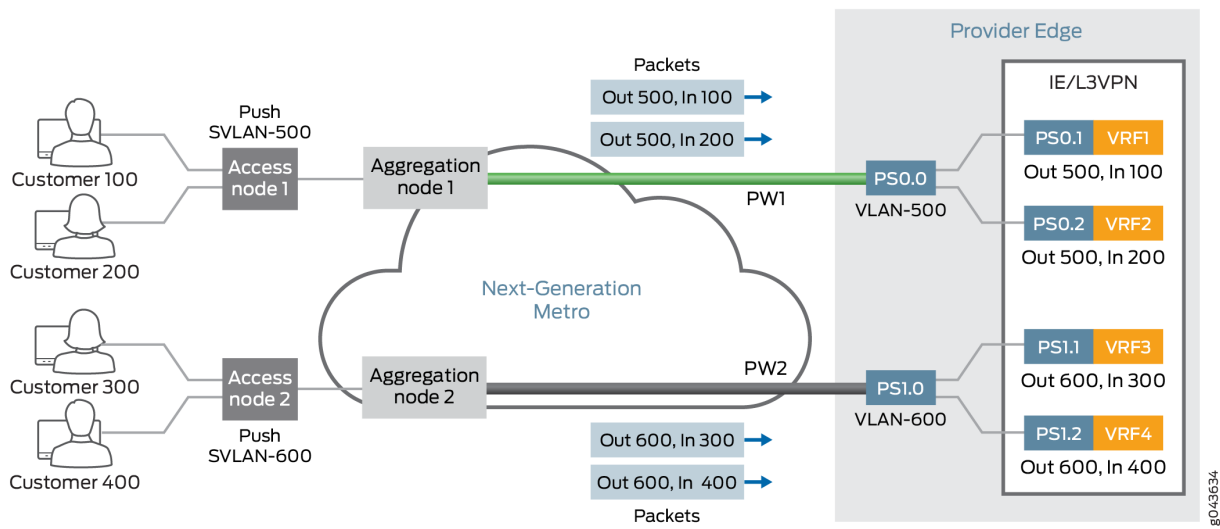 Provider Edge
Packets
Out 500, In 100
Out 500, In 200
IE/L3VPN
Push
SVLAN-500
Customer 100
Access
node 1
Aggregation
node 1
PW1
PS0.0
VLAN-500
PS0.1 VRF1
Out 500, In 100
Customer 200
PS0.2 VRF2
Out 500, In 200
Next-Generation
Metro
Customer 300
Access
node 2
Push
SVLAN-600
Aggregation
node 2
PW2
PS1.0
VLAN-600
PS1.1 VRF3
Out 600, In 300
Customer 400
Out 600, In 300
Out 600, In 400
Packets
PS1.2 VRF4
Out 600, In 400
g043634